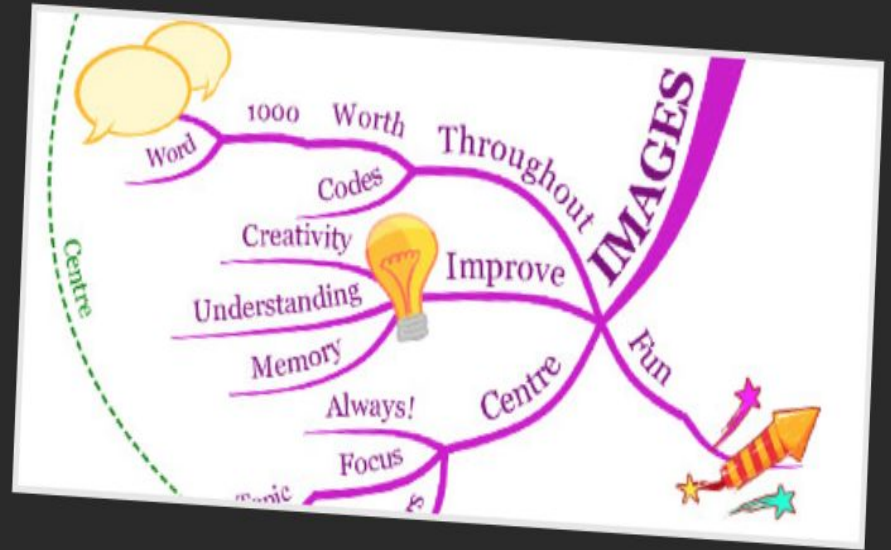 IMAGES
Throughout
1000 Worth
Word
Codes
Improve
Creativity
Understanding
Memory
Centre
Always!
Focus
Fun
Centre